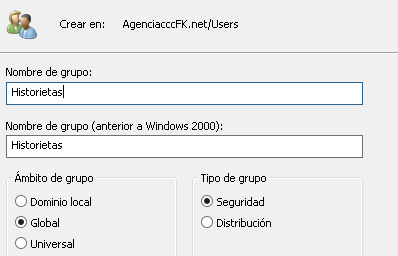 Crear en: AgenciacccFK.net/Users
Nombre de grupo:
Historietas
Nombre de grupo (anterior a Windows 2000):
Historietas
Ámbito de grupo
Tipo de grupo
Dominio local
Seguridad
Global
Distribución
Universal